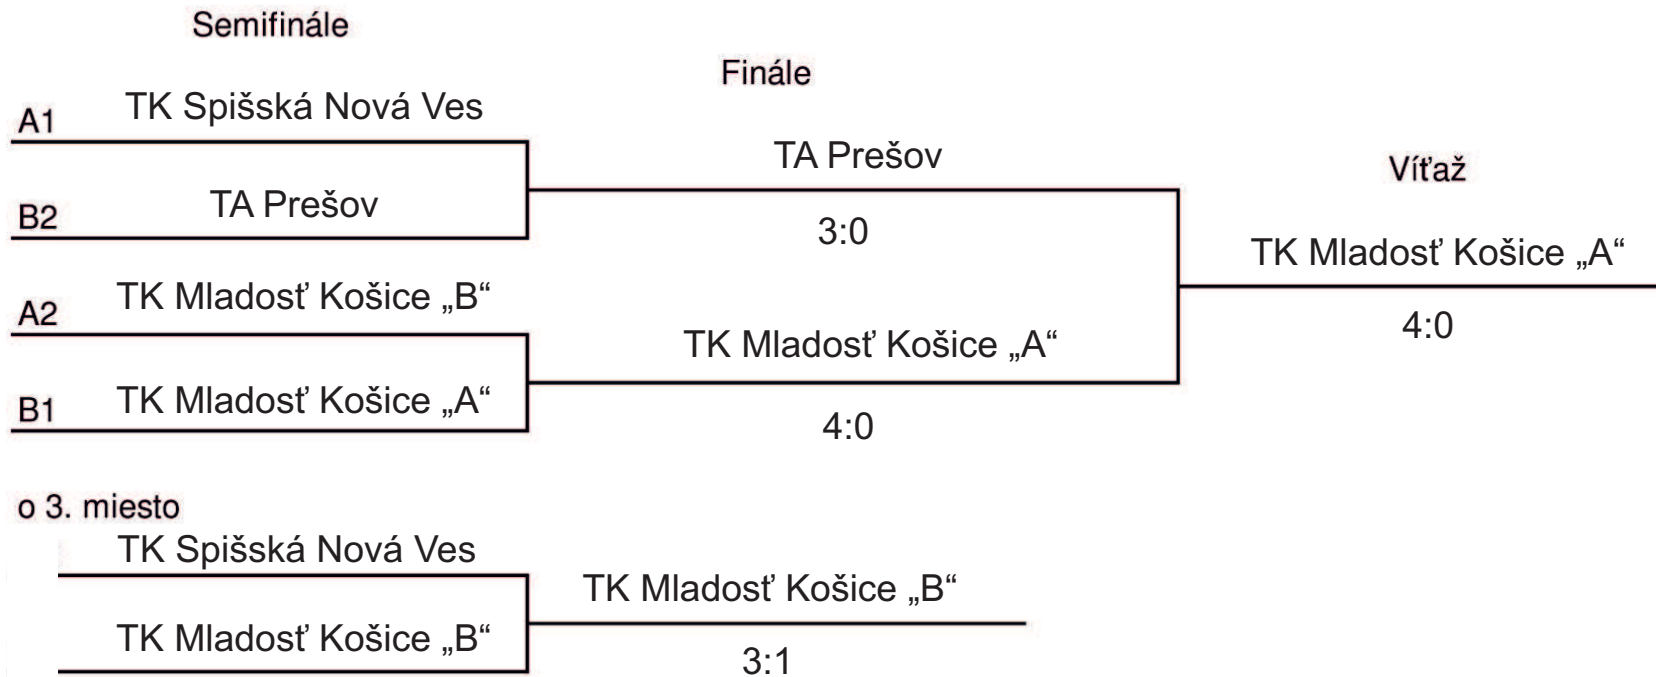 Semifinále
Finále
Víťaž
A1 TK Spišská Nová Ves
B2 TA Prešov
TA Prešov
3:0
A2 TK Mladosť Košice „B“
B1 TK Mladosť Košice „A“
TK Mladosť Košice „A“
4:0
TK Mladosť Košice „A“
4:0
o 3. miesto
TK Spišská Nová Ves
TK Mladosť Košice „B“
TK Mladosť Košice „B“
3:1